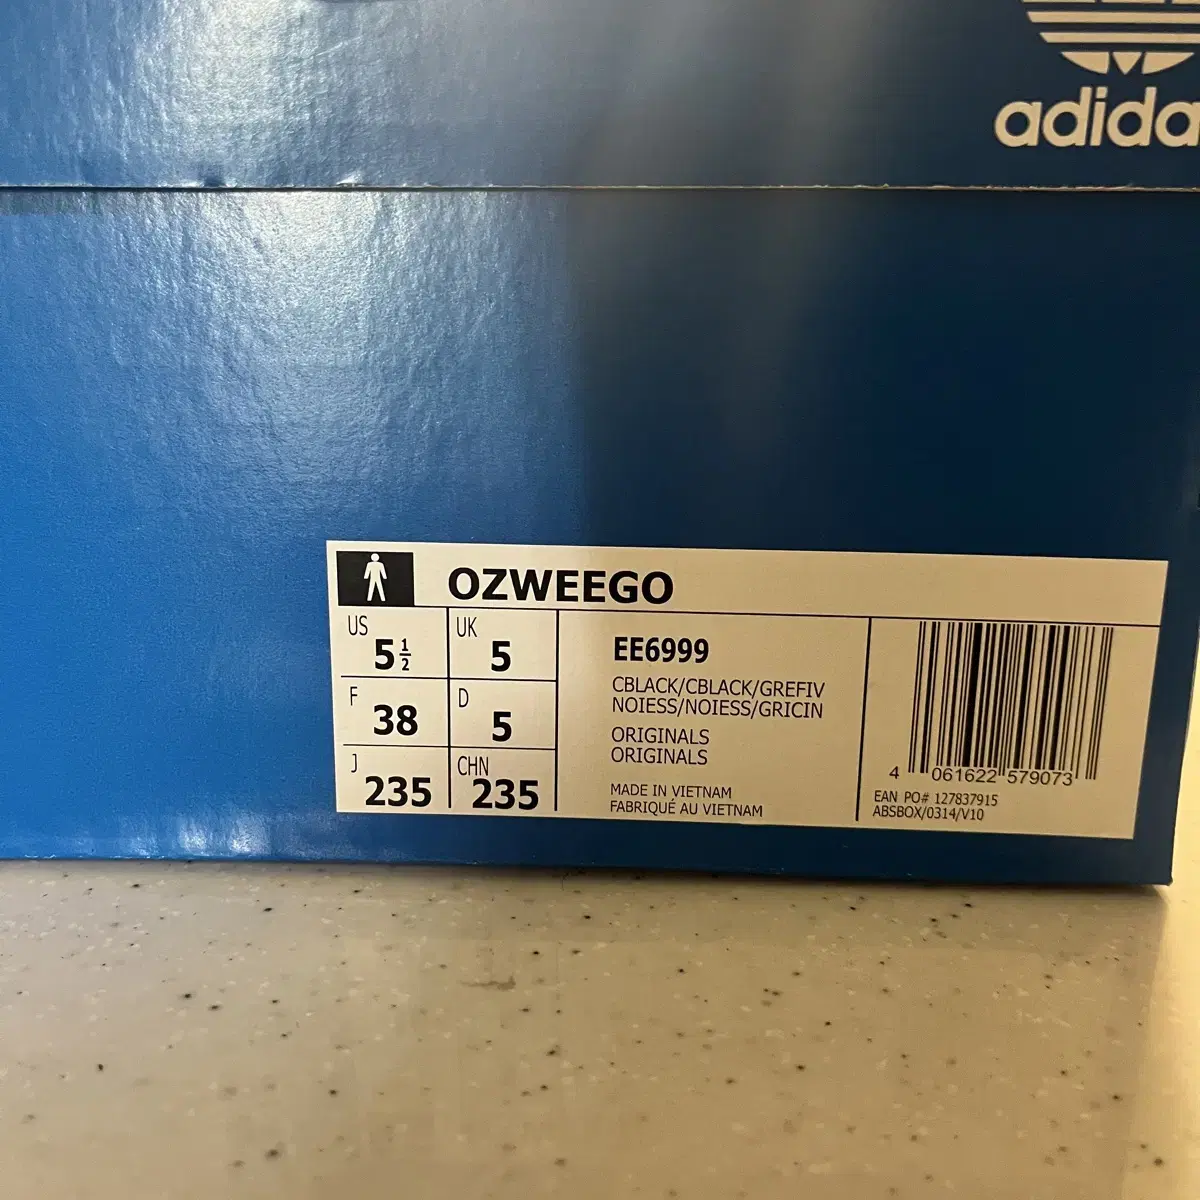 adida
OZWEEGO
US 5 1/2
UK 5
F 38
D 5
J 235
CHN 235
EE6999
CBLACK/CBLACK/GREFIV
NOIESS/NOIESS/GRICIN
ORIGINALS
ORIGINALS
MADE IN VIETNAM
FABRIQUÉ AU VIETNAM
4 061622 579073
EAN PO# 127837915
ABSBOX/0314/V10